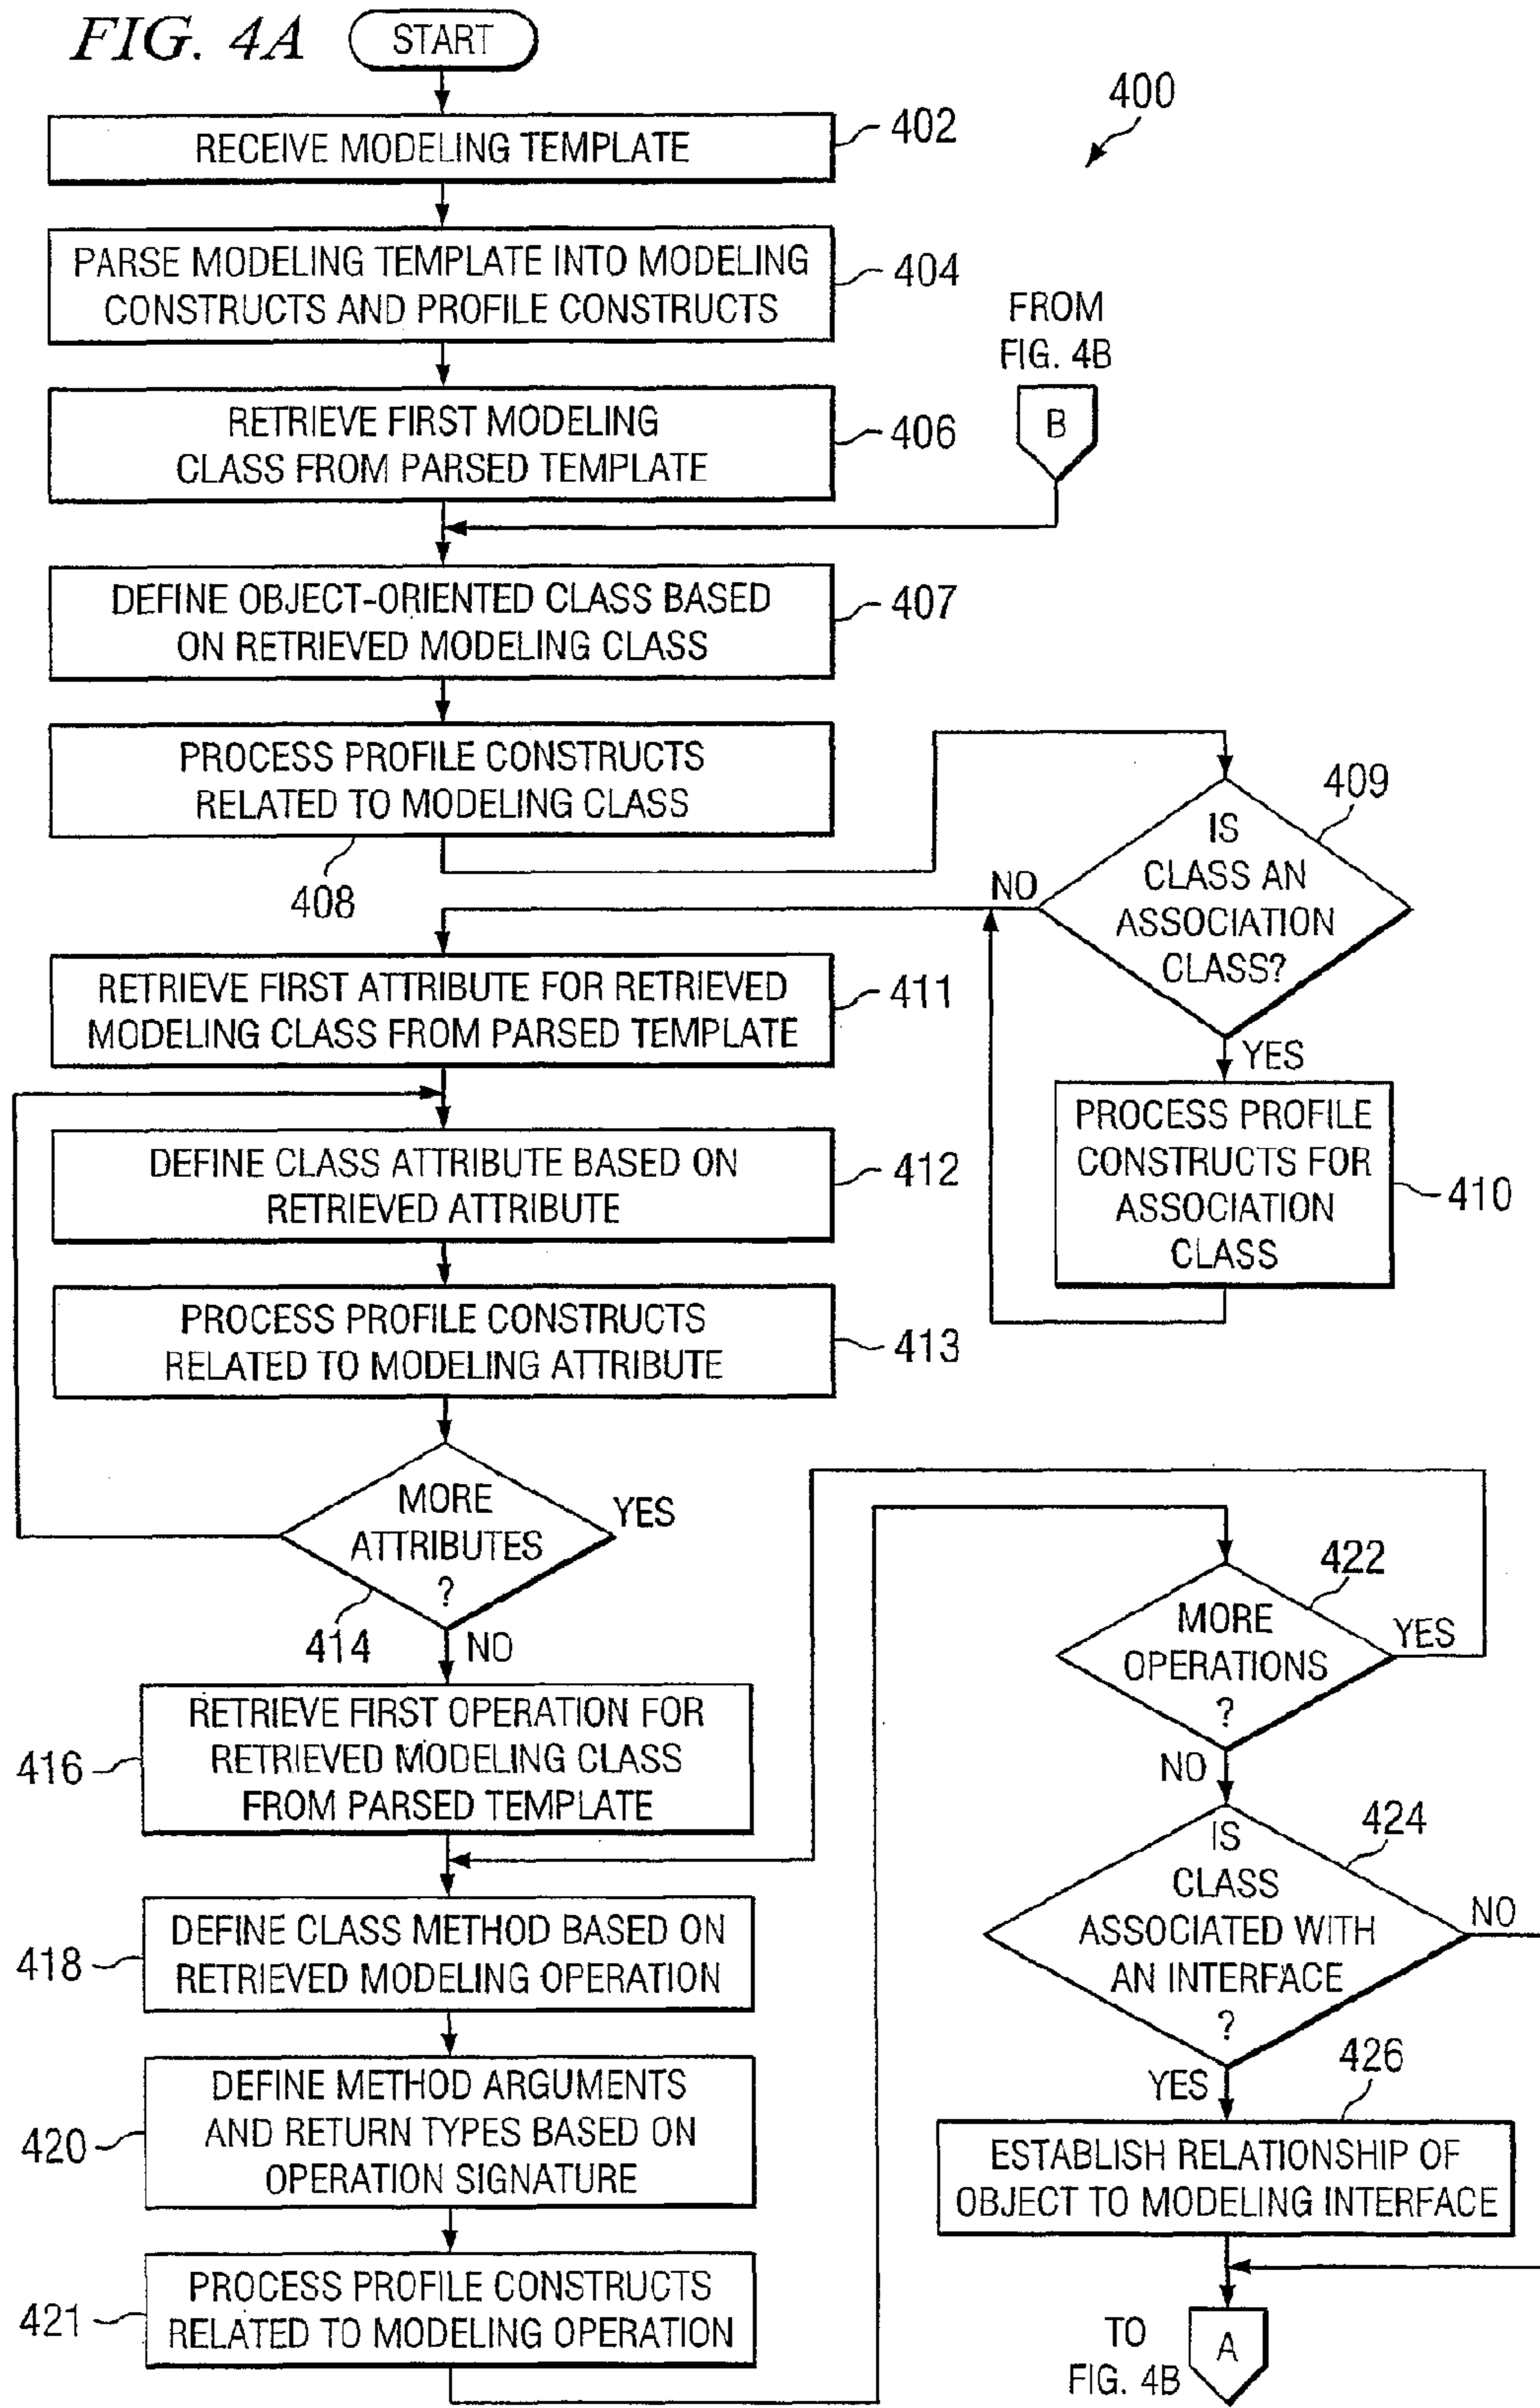 FIG. 4A
START
400
RECEIVE MODELING TEMPLATE
402
PARSE MODELING TEMPLATE INTO MODELING
CONSTRUCTS AND PROFILE CONSTRUCTS
404
FROM
FIG. 4B
B
RETRIEVE FIRST MODELING
CLASS FROM PARSED TEMPLATE
406
DEFINE OBJECT-ORIENTED CLASS BASED
ON RETRIEVED MODELING CLASS
407
PROCESS PROFILE CONSTRUCTS
RELATED TO MODELING CLASS
408
IS
CLASS AN
ASSOCIATION
CLASS?
409
NO
YES
PROCESS PROFILE
CONSTRUCTS FOR
ASSOCIATION
CLASS
410
RETRIEVE FIRST ATTRIBUTE FOR RETRIEVED
MODELING CLASS FROM PARSED TEMPLATE
411
DEFINE CLASS ATTRIBUTE BASED ON
RETRIEVED ATTRIBUTE
412
PROCESS PROFILE CONSTRUCTS
RELATED TO MODELING ATTRIBUTE
413
MORE
ATTRIBUTES
?
YES
414
NO
RETRIEVE FIRST OPERATION FOR
RETRIEVED MODELING CLASS
FROM PARSED TEMPLATE
416
DEFINE CLASS METHOD BASED ON
RETRIEVED MODELING OPERATION
418
DEFINE METHOD ARGUMENTS
AND RETURN TYPES BASED ON
OPERATION SIGNATURE
420
PROCESS PROFILE CONSTRUCTS
RELATED TO MODELING OPERATION
421
MORE
OPERATIONS
?
422
YES
NO
IS
CLASS
ASSOCIATED WITH
AN INTERFACE
?
424
NO
YES
426
ESTABLISH RELATIONSHIP OF
OBJECT TO MODELING INTERFACE
TO
FIG. 4B
A